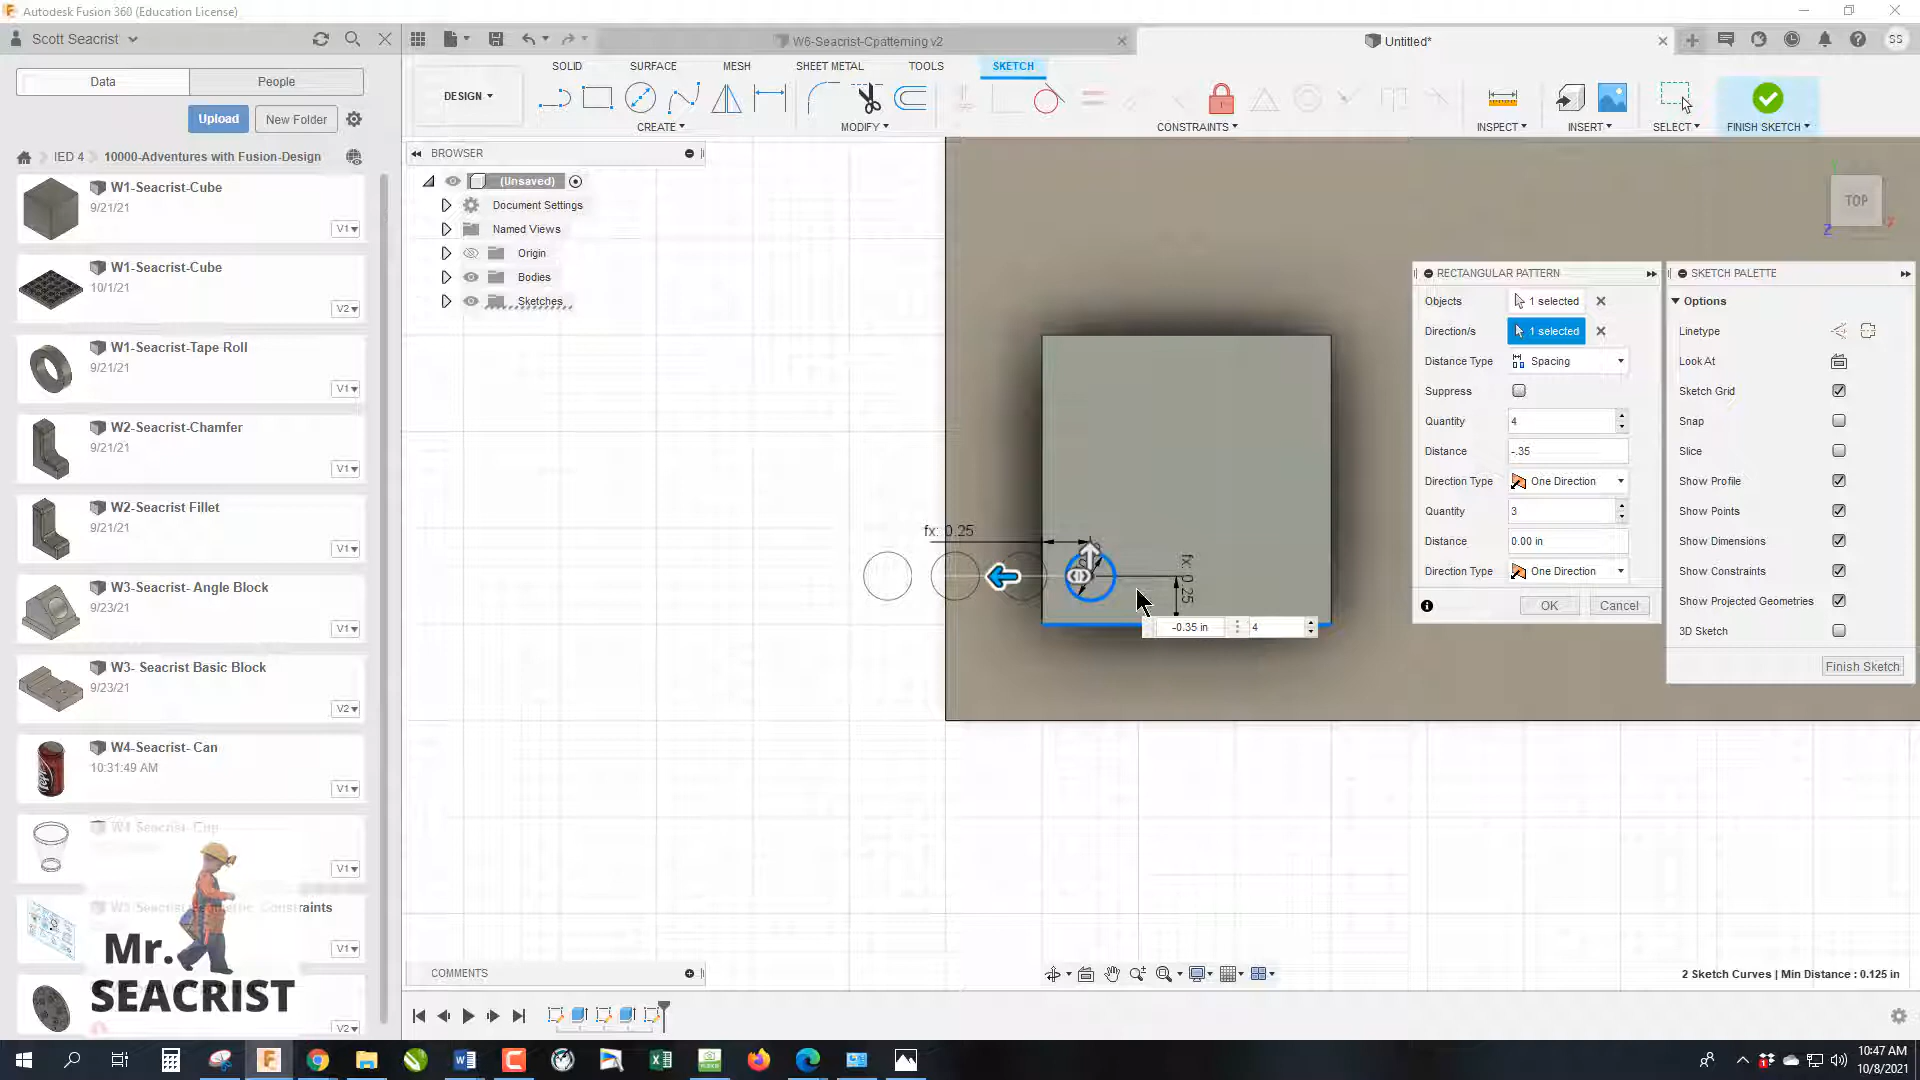 Autodesk Fusion 360 (Education License)
Scott Seacrist
W6-Seacrist-Cpatterning v2
Untitled*
SS
Data
People
SOLID
SURFACE
MESH
SHEET METAL
TOOLS
SKETCH
DESIGN
Upload
New Folder
CREATE
MODIFY
CONSTRAINTS
INSPECT
INSERT
SELECT
FINISH SKETCH
IED 4
10000-Adventures with Fusion-Design
BROWSER
(Unsaved)
Document Settings
Named Views
Origin
Bodies
Sketches
W1-Seacrist-Cube
9/21/21
V1
W1-Seacrist-Cube
10/1/21
V2
W1-Seacrist-Tape Roll
9/21/21
V1
W2-Seacrist-Chamfer
9/21/21
V1
W2-Seacrist Fillet
9/21/21
V1
W3-Seacrist- Angle Block
9/23/21
V1
W3- Seacrist Basic Block
9/23/21
V2
W4-Seacrist- Can
10:31:49 AM
V1
V1
V1
V2
Mr.
SEACRIST
TOP
Z
fx: 0.25
fx: 0.25
-0.35 in
4
RECTANGULAR PATTERN
Objects
1 selected
Direction/s
1 selected
Distance Type
Spacing
Suppress
Quantity
4
Distance
-.35
Direction Type
One Direction
Quantity
3
Distance
0.00 in
Direction Type
One Direction
OK
Cancel
SKETCH PALETTE
Options
Linetype
Look At
Sketch Grid
Snap
Slice
Show Profile
Show Points
Show Dimensions
Show Constraints
Show Projected Geometries
3D Sketch
Finish Sketch
COMMENTS
2 Sketch Curves | Min Distance : 0.125 in
10:47 AM
10/8/2021